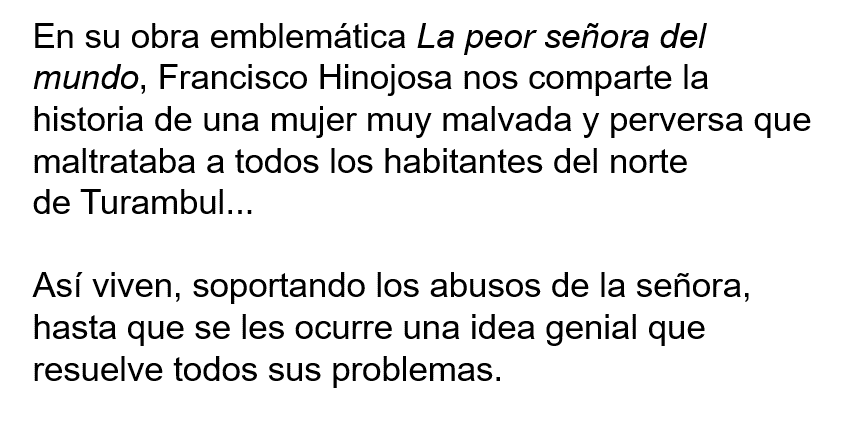 En su obra emblemática La peor señora del
mundo, Francisco Hinojosa nos comparte la
historia de una mujer muy malvada y perversa que
maltrataba a todos los habitantes del norte
de Turambul...
Así viven, soportando los abusos de la señora,
hasta que se les ocurre una idea genial que
resuelve todos sus problemas.